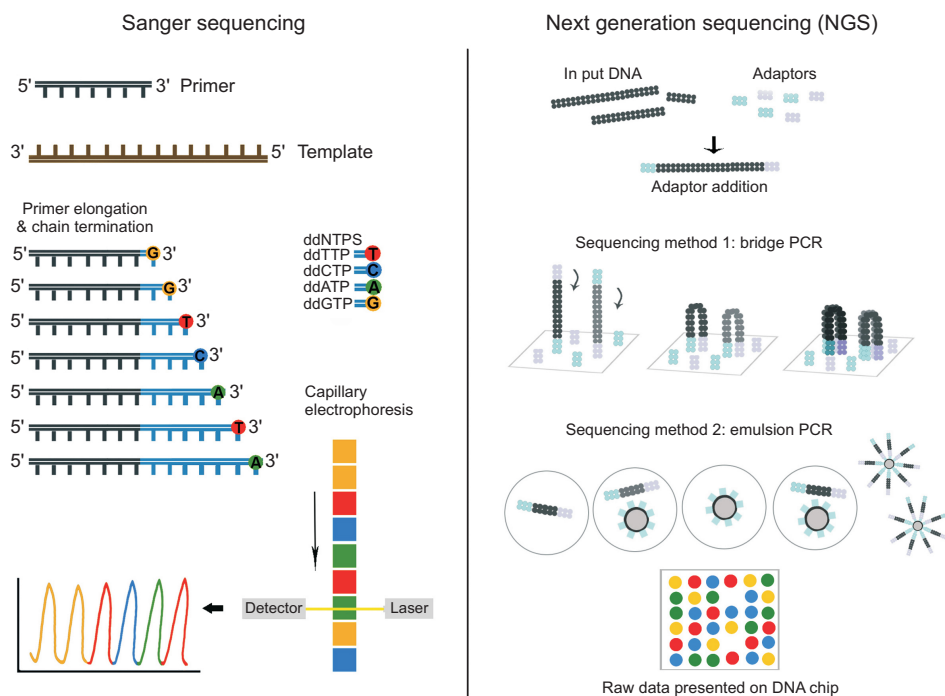 Sanger sequencing
5' 3' Primer
3' 5' Template
Primer elongation
& chain termination
5' G 3'
5' G 3'
5' T 3'
5' C 3'
5' A 3'
5' T 3'
5' A 3'
ddNTPS
ddTTP T
ddCTP C
ddATP A
ddGTP G
Capillary
electrophoresis
Detector
Laser
Next generation sequencing (NGS)
In put DNA
Adaptors
Adaptor addition
Sequencing method 1: bridge PCR
Sequencing method 2: emulsion PCR
Raw data presented on DNA chip